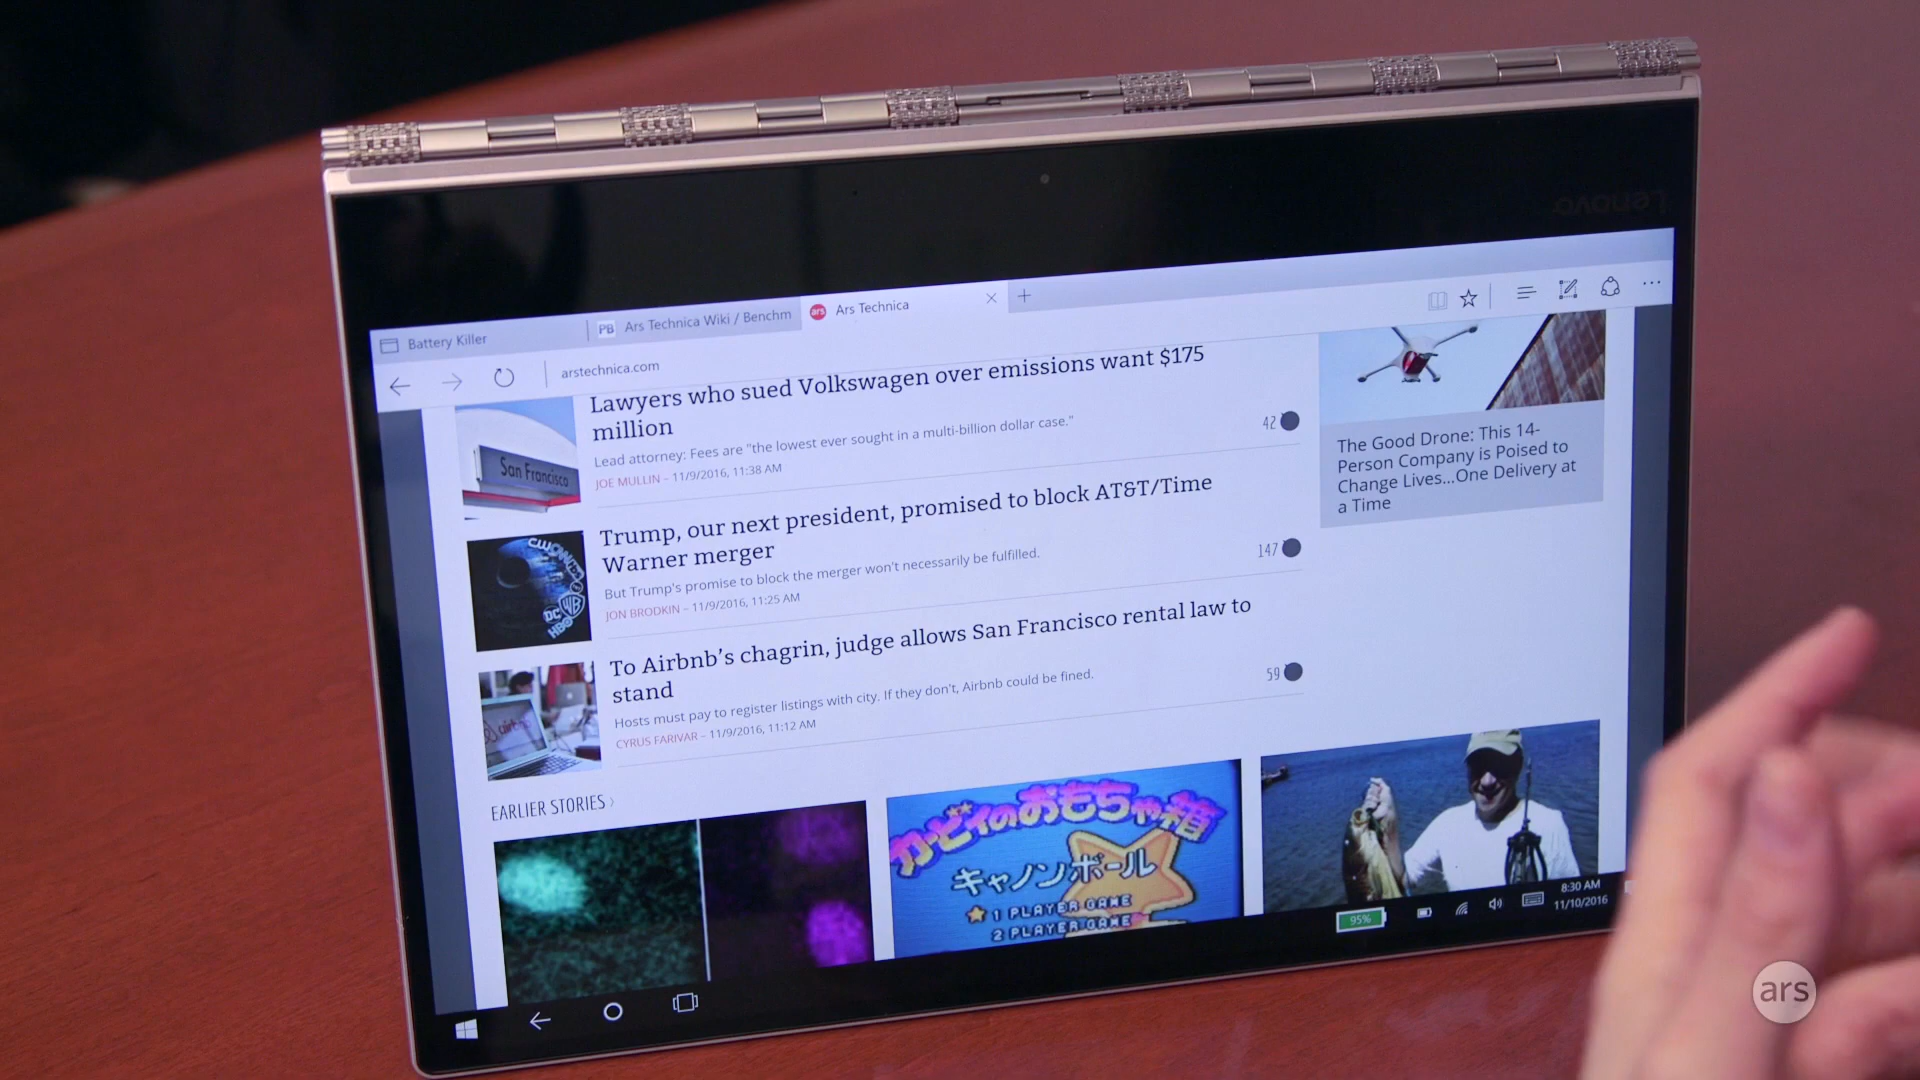 Lenovo
Battery Killer
PB Ars Technica Wiki / Benchm
ars Ars Technica
arstechnica.com
Lawyers who sued Volkswagen over emissions want $175
million
Lead attorney: Fees are "the lowest ever sought in a multi-billion dollar case."
JOE MULLIN – 11/9/2016, 11:38 AM
42
San Francisco
Trump, our next president, promised to block AT&T/Time
Warner merger
But Trump's promise to block the merger won't necessarily be fulfilled.
JON BRODKIN – 11/9/2016, 11:25 AM
147
CW
DC
WB
HBO
To Airbnb’s chagrin, judge allows San Francisco rental law to
stand
Hosts must pay to register listings with city. If they don't, Airbnb could be fined.
CYRUS FARIVAR – 11/9/2016, 11:12 AM
59
The Good Drone: This 14-
Person Company is Poised to
Change Lives...One Delivery at
a Time
EARLIER STORIES ›
カービィのおもちゃ箱
キャノンボール
1 PLAYER GAME
2 PLAYER GAME
95%
8:30 AM
11/10/2016
ars